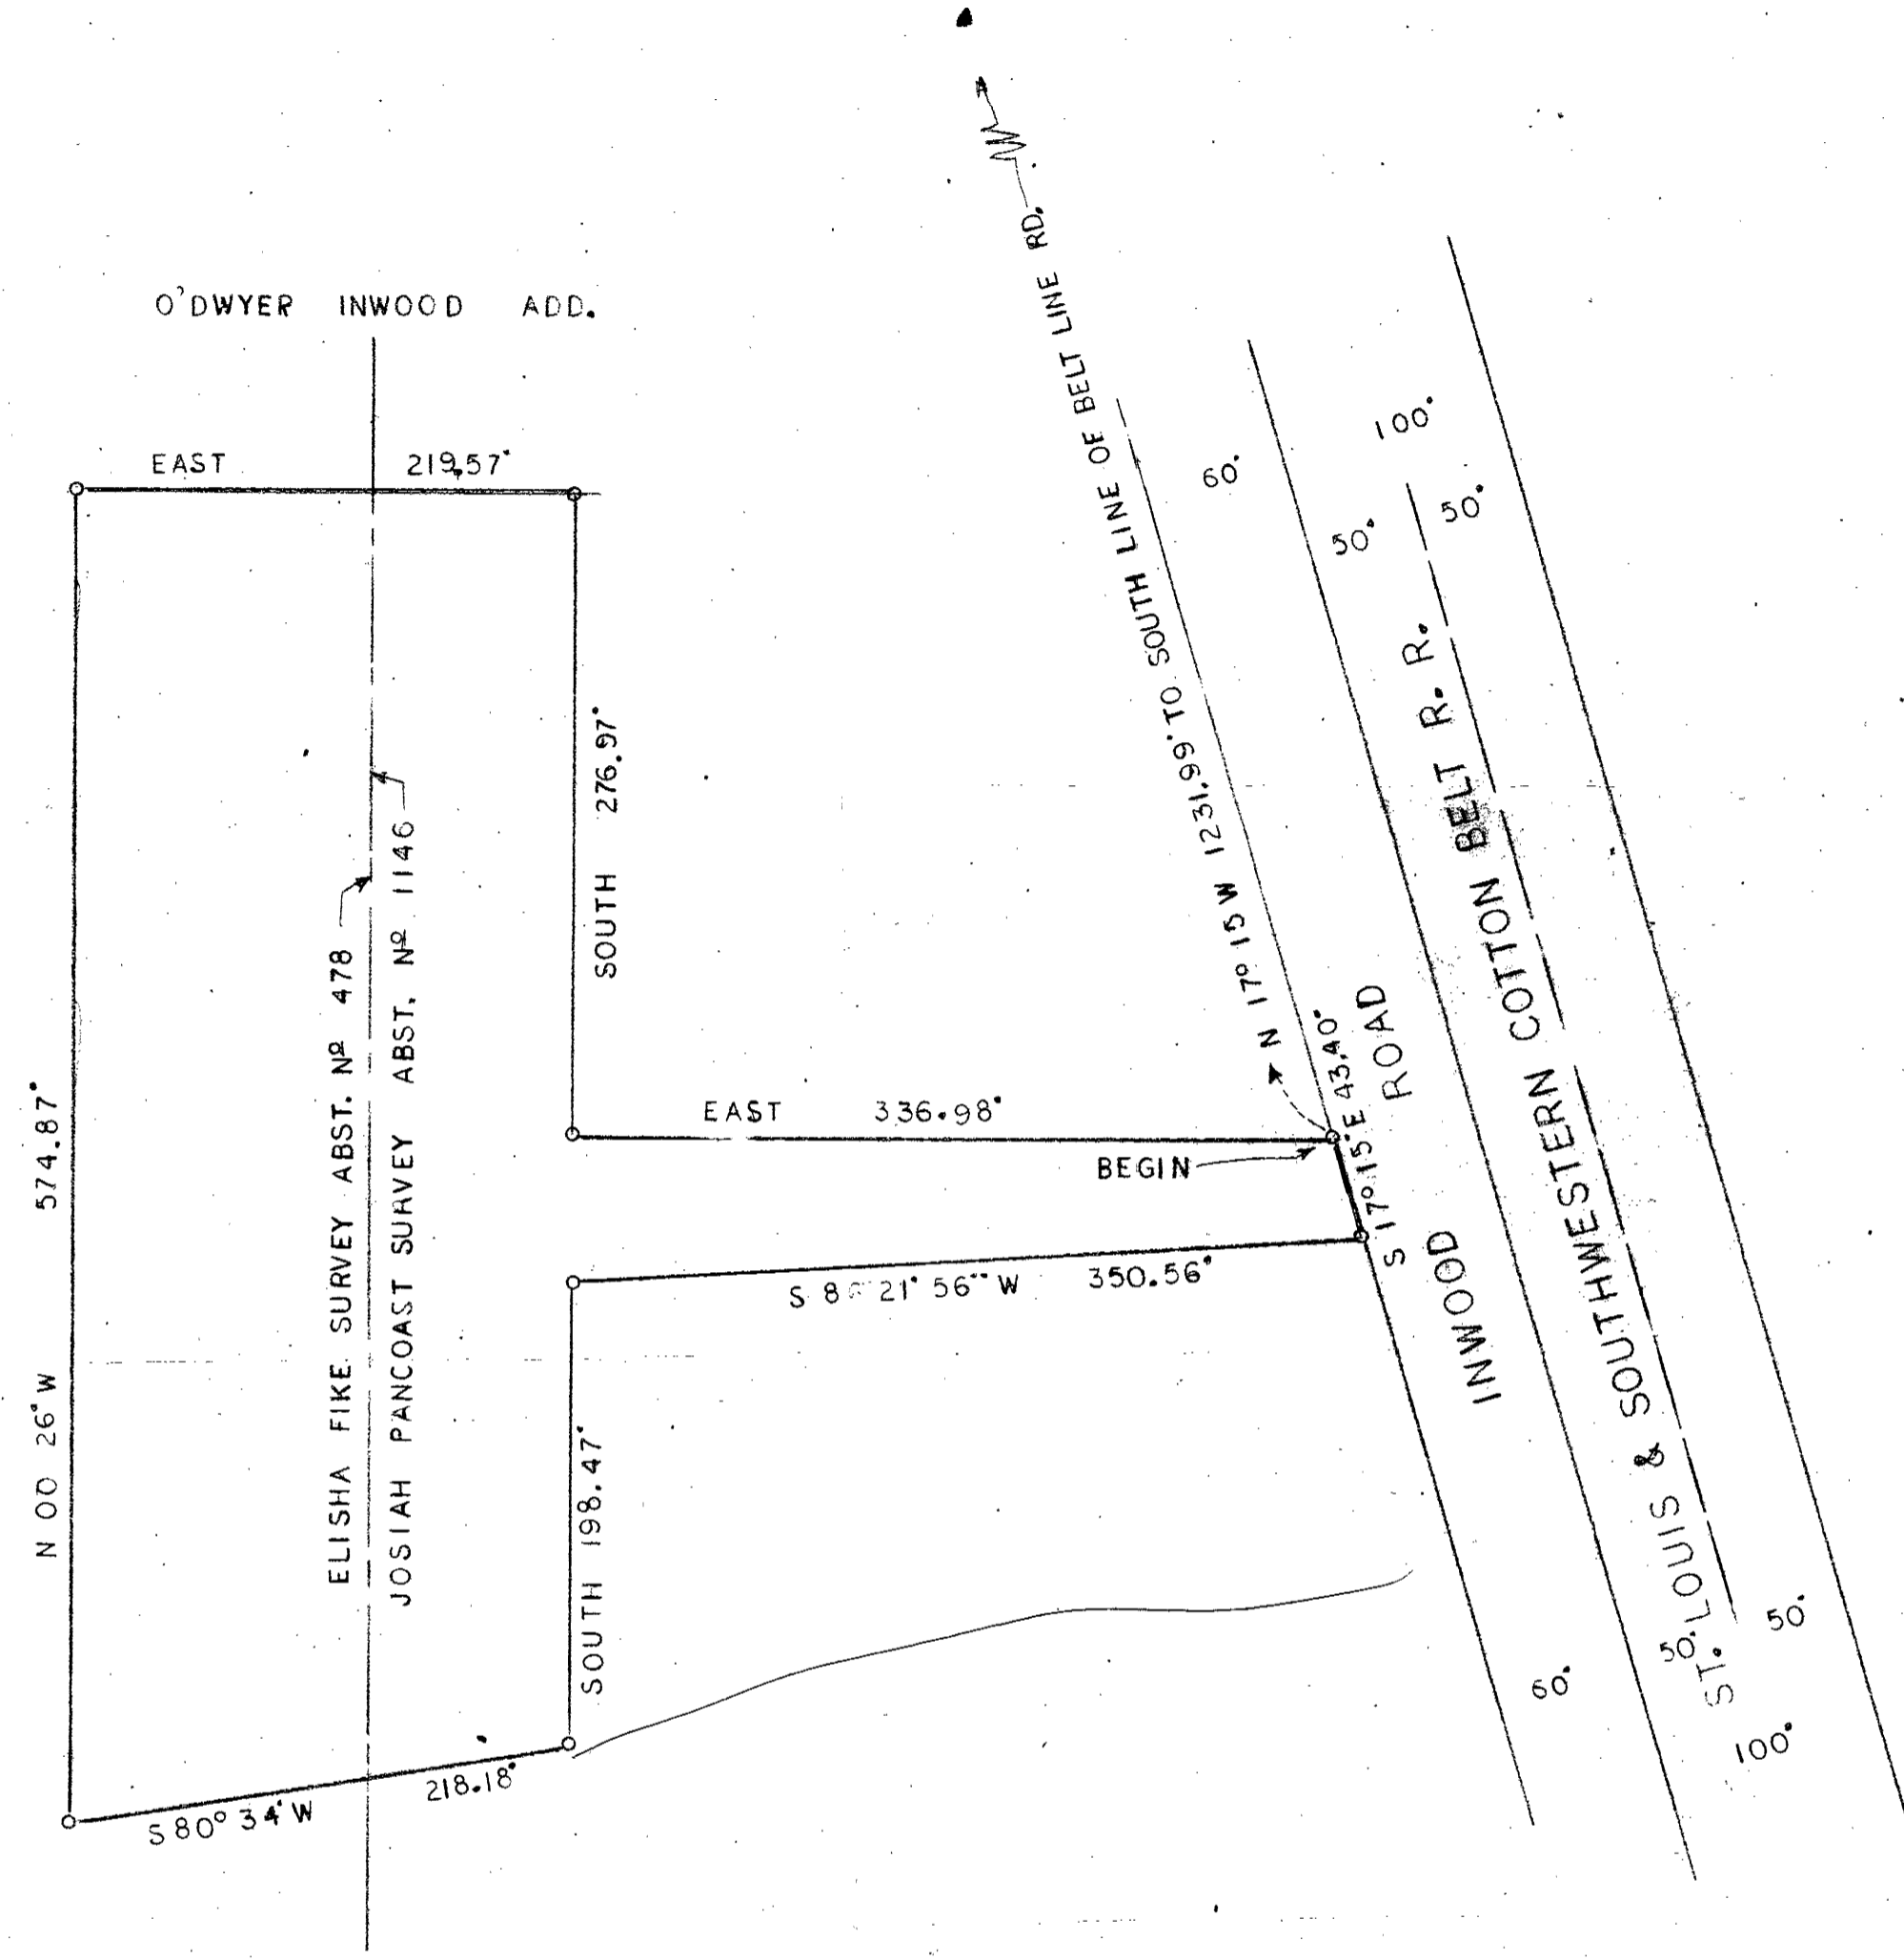 O'DWYER INWOOD ADD.
EAST 219.57'
SOUTH 276.97'
N 00 26' W 574.87'
ELISHA FIKE SURVEY ABST. Nº 478
JOSIAH PANCOAST SURVEY ABST. Nº 1146
EAST 336.98'
BEGIN
N 17º 15' W 1231.99' TO SOUTH LINE OF BELT LINE RD.
S 17º 15' E 43.40'
S 21' 56" W 350.56'
SOUTH 198.47'
S 80º 34' W 218.18'
INWOOD ROAD
ST. LOUIS & SOUTHWESTERN COTTON BELT R. R.
60'
50'
100'
50'
60'
50'
50'
100'